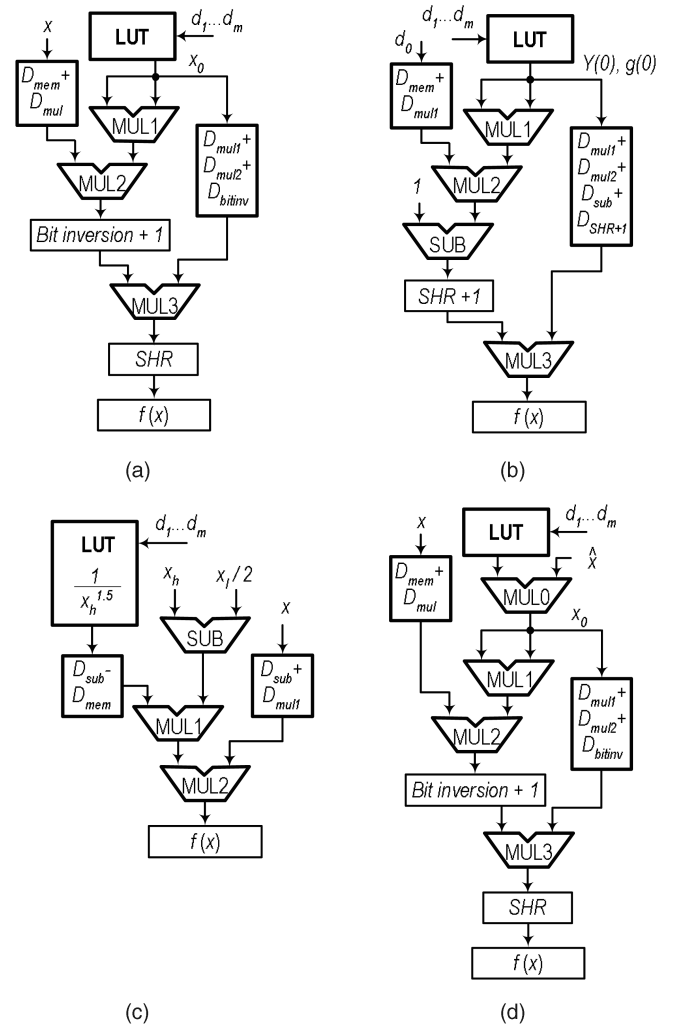 x
LUT
d1...dm
Dmem+
Dmul
x0
MUL1
Dmul1+
Dmul2+
Dbitinv
MUL2
Bit inversion + 1
MUL3
SHR
f (x)
(a)
d1...dm
d0
LUT
Dmem+
Dmul1
Y(0), g(0)
MUL1
Dmul1+
Dmul2+
Dsub+
DSHR+1
MUL2
1
SUB
SHR +1
MUL3
f (x)
(b)
LUT
1
xh1.5
d1...dm
xh
xl / 2
x
SUB
Dsub-
Dmem
Dsub+
Dmul1
MUL1
MUL2
f (x)
(c)
x
LUT
d1...dm
x̂
Dmem+
Dmul
MUL0
x0
MUL1
Dmul1+
Dmul2+
Dbitinv
MUL2
Bit inversion + 1
MUL3
SHR
f (x)
(d)